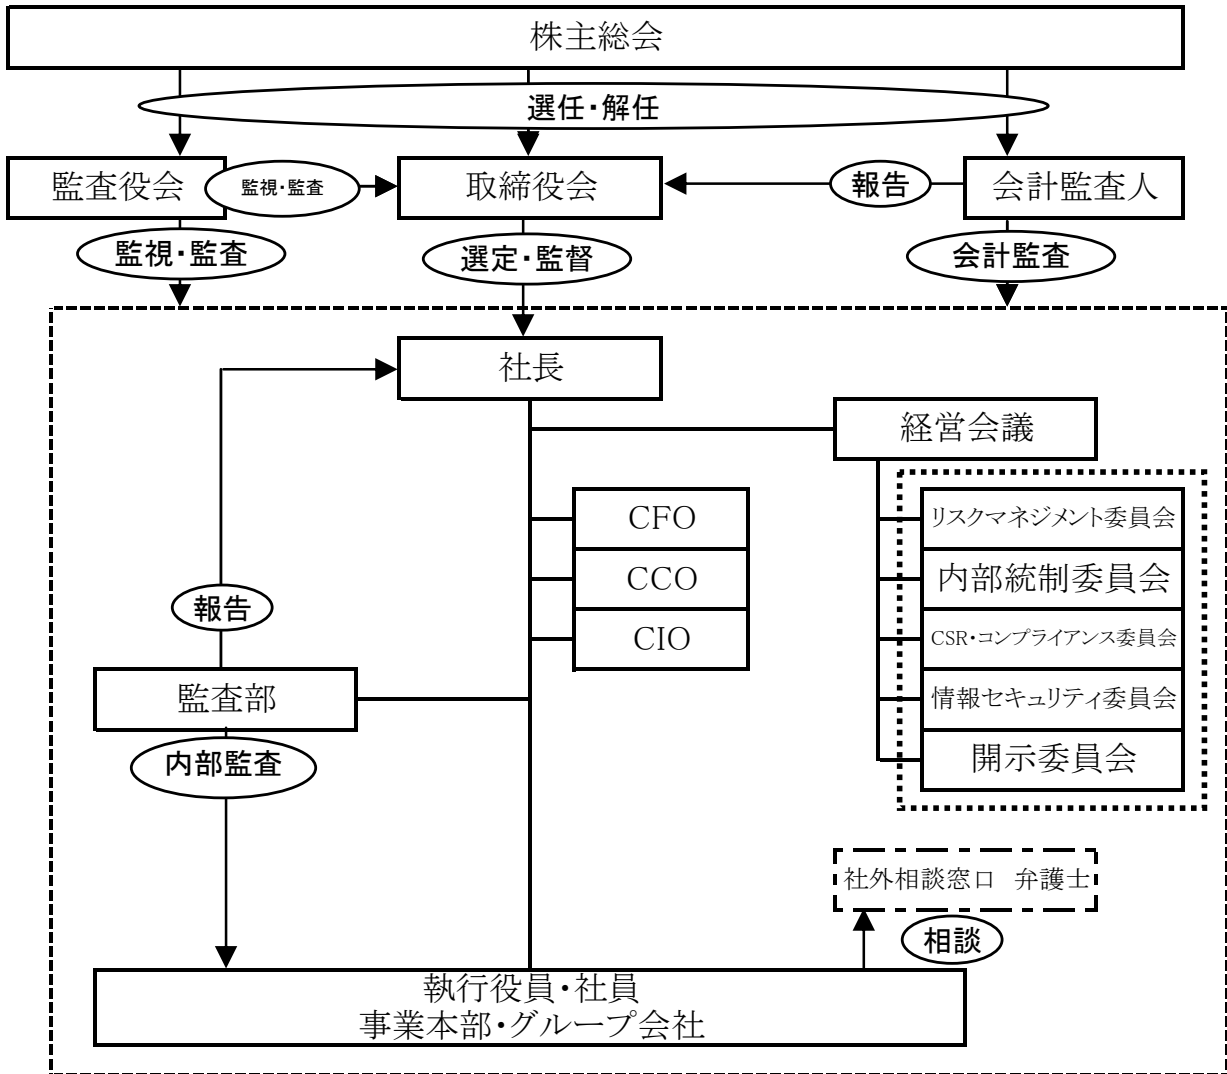 株主総会
選任・解任
監査役会
監視・監査
取締役会
報告
会計監査人
監視・監査
選定・監督
会計監査
社長
経営会議
CFO
リスクマネジメント委員会
CCO
内部統制委員会
報告
CIO
CSR・コンプライアンス委員会
監査部
情報セキュリティ委員会
内部監査
開示委員会
社外相談窓口　弁護士
相談
執行役員・社員
事業本部・グループ会社